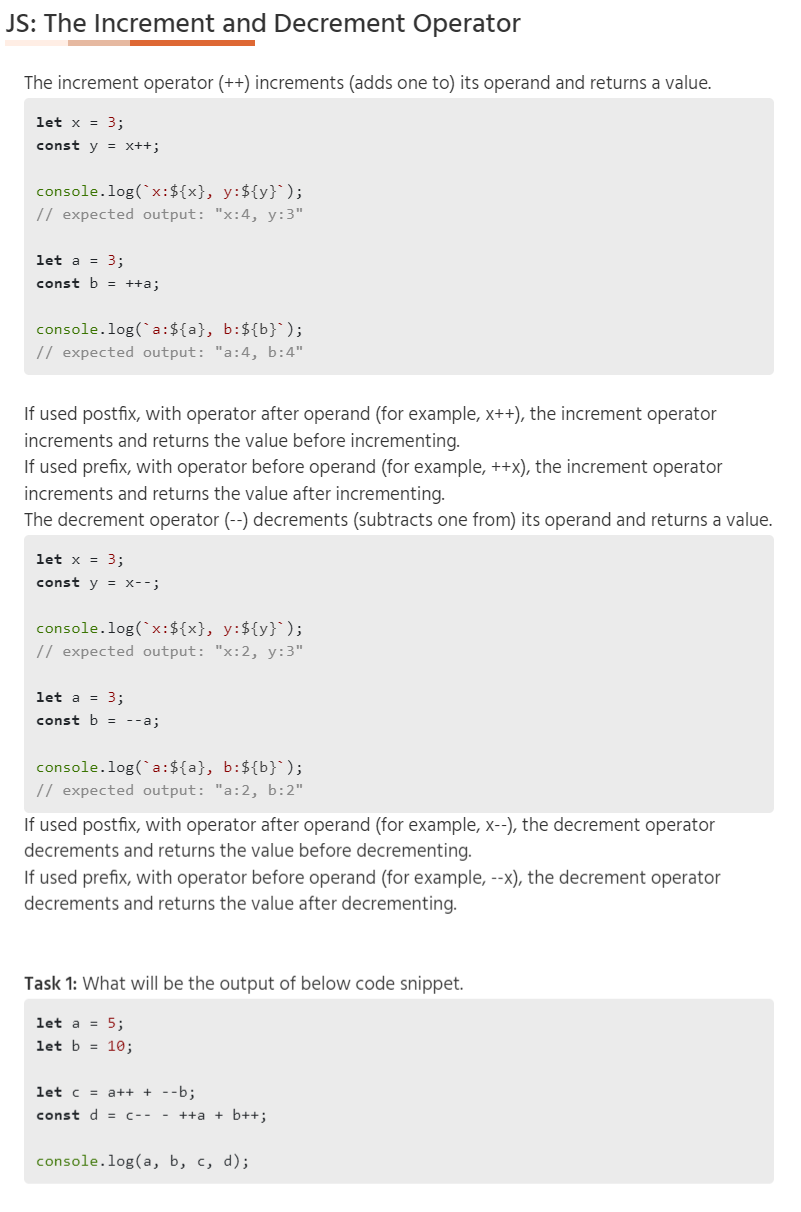 JS: The Increment and Decrement Operator
The increment operator (++) increments (adds one to) its operand and returns a value.
let x = 3;
const y = x++;
console.log(`x:${x}, y:${y}`);
// expected output: "x:4, y:3"
let a = 3;
const b = ++a;
console.log(`a:${a}, b:${b}`);
// expected output: "a:4, b:4"
If used postfix, with operator after operand (for example, x++), the increment operator
increments and returns the value before incrementing.
If used prefix, with operator before operand (for example, ++x), the increment operator
increments and returns the value after incrementing.
The decrement operator (--) decrements (subtracts one from) its operand and returns a value.
let x = 3;
const y = x--;
console.log(`x:${x}, y:${y}`);
// expected output: "x:2, y:3"
let a = 3;
const b = --a;
console.log(`a:${a}, b:${b}`);
// expected output: "a:2, b:2"
If used postfix, with operator after operand (for example, x--), the decrement operator
decrements and returns the value before decrementing.
If used prefix, with operator before operand (for example, --x), the decrement operator
decrements and returns the value after decrementing.
Task 1: What will be the output of below code snippet.
let a = 5;
let b = 10;
let c = a++ + --b;
const d = c-- - ++a + b++;
console.log(a, b, c, d);